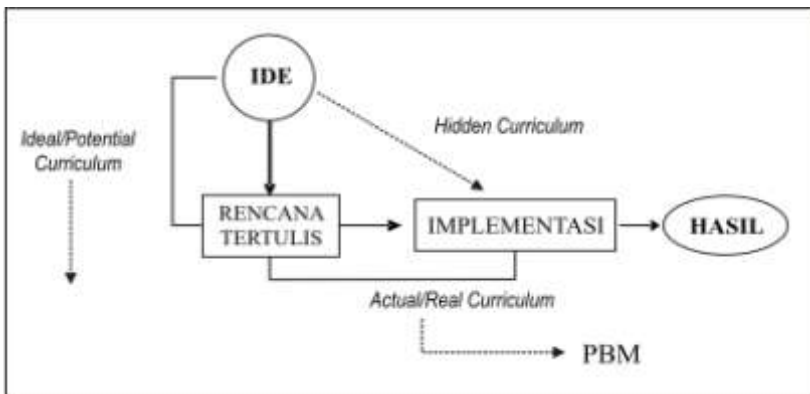 IDE
Hidden Curriculum
Ideal/Potential
Curriculum
RENCANA
TERTULIS
IMPLEMENTASI
HASIL
Actual/Real Curriculum
PBM